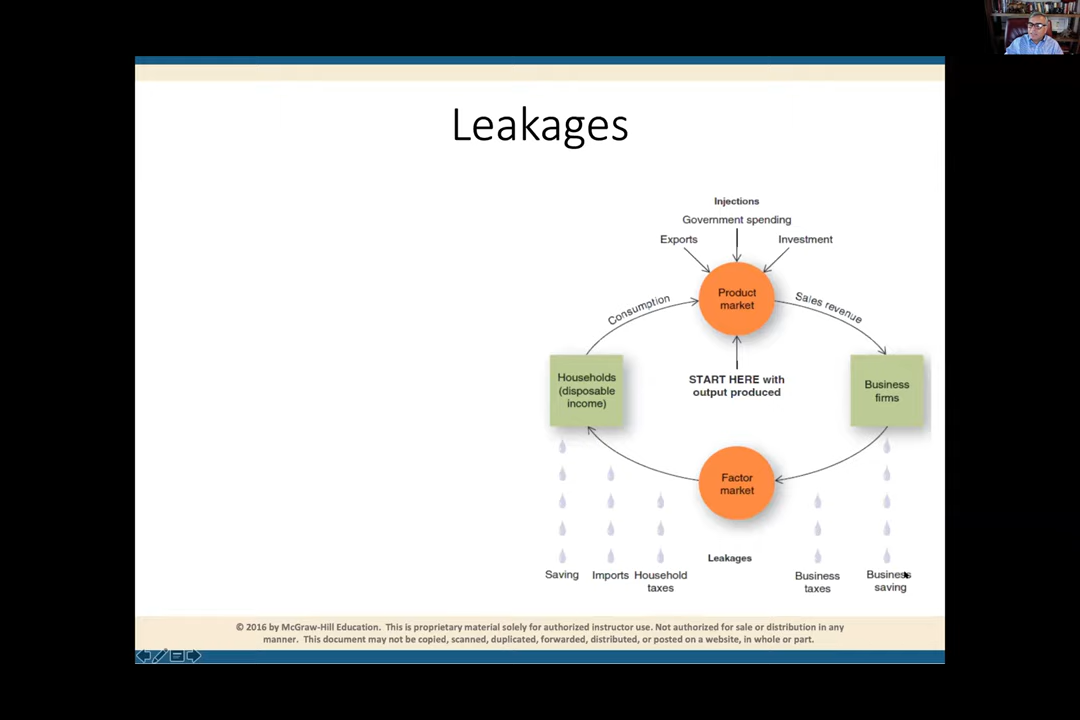 Leakages
Injections
Government spending
Exports
Investment
Product
market
Consumption
Sales revenue
START HERE with
output produced
Households
(disposable
income)
Business
firms
Factor
market
Leakages
Saving
Imports
Household
taxes
Business
taxes
Business
saving
© 2016 by McGraw-Hill Education. This is proprietary material solely for authorized instructor use. Not authorized for sale or distribution in any
manner. This document may not be copied, scanned, duplicated, forwarded, distributed, or posted on a website, in whole or part.